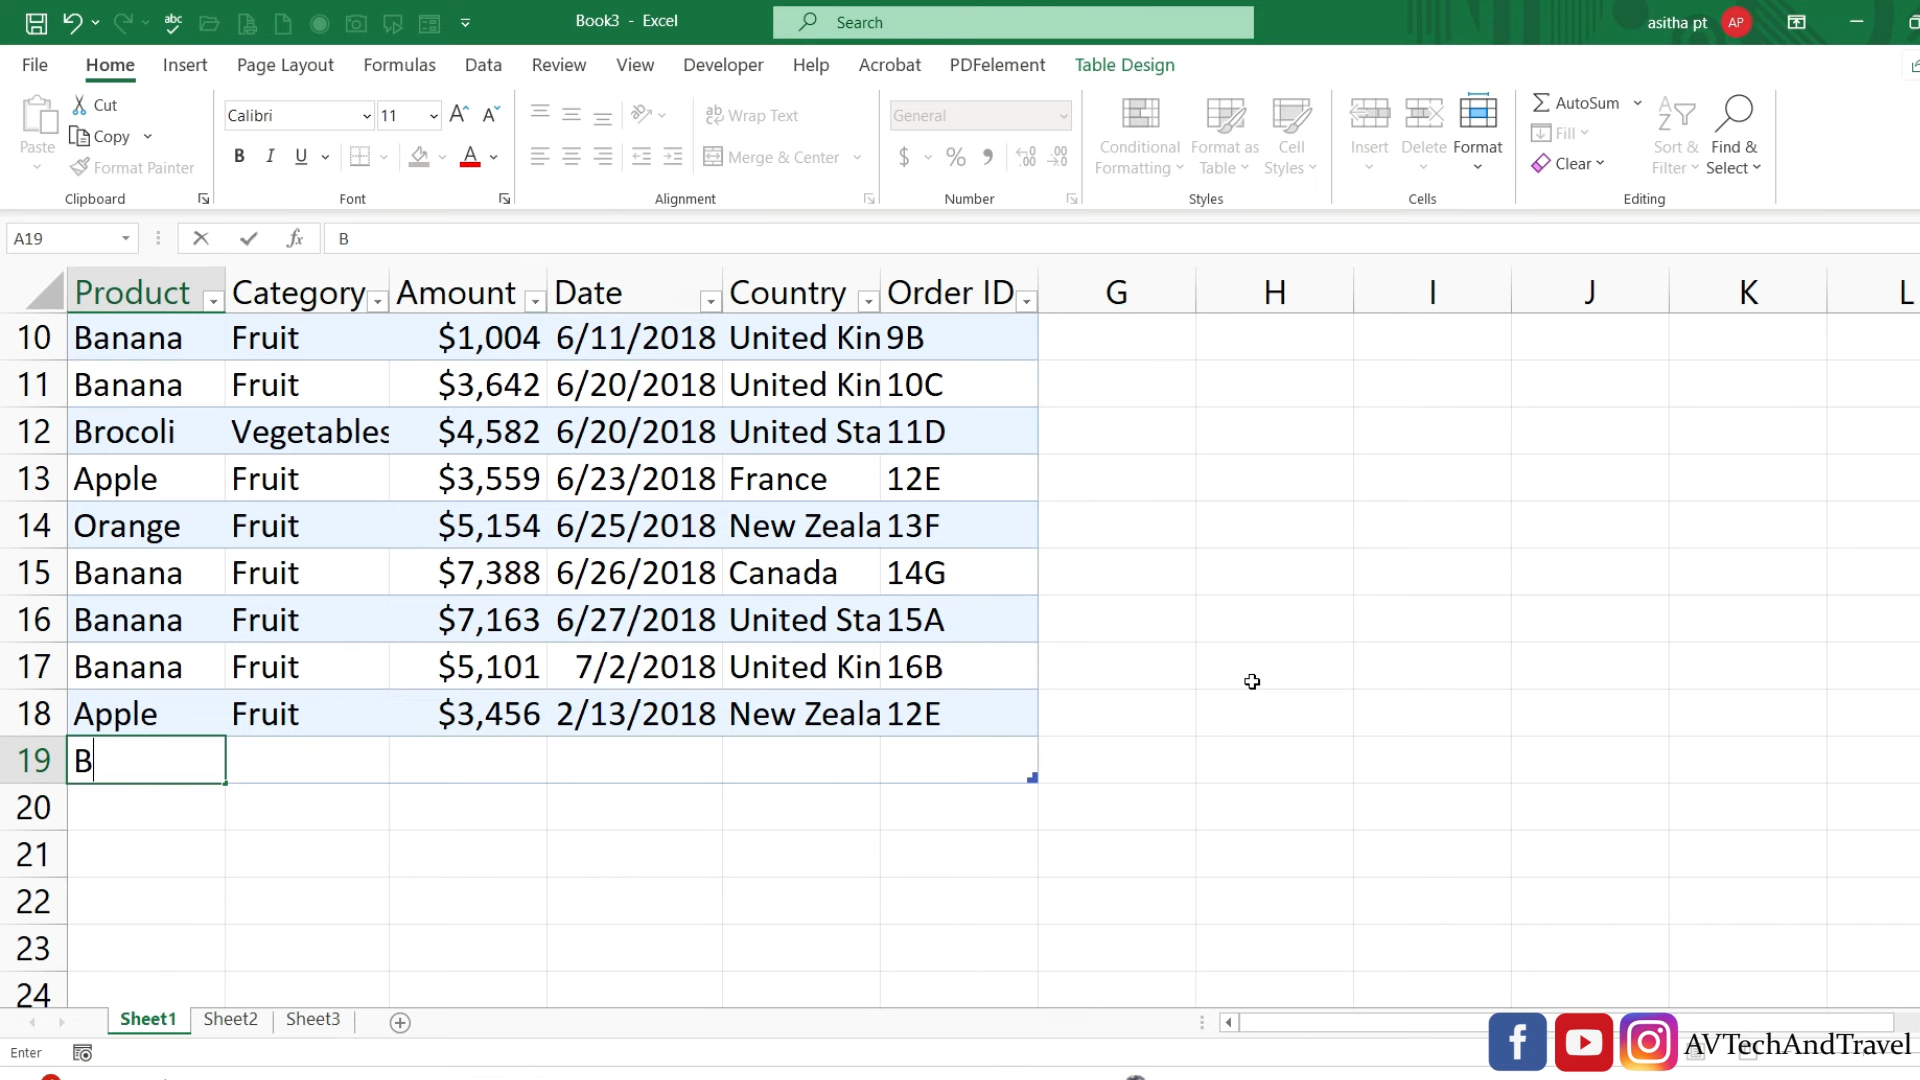 Book3 - Excel
Search
asitha pt
AP
File Home Insert Page Layout Formulas Data Review View Developer Help Acrobat PDFelement Table Design
Paste
Cut
Copy
Format Painter
Clipboard
Calibri 11
B I U A
Font
Wrap Text
Merge & Center
Alignment
General
$ % 9
Number
Conditional Formatting
Format as Table
Cell Styles
Styles
Insert
Delete
Format
Cells
AutoSum
Fill
Clear
Sort & Filter
Find & Select
Editing
A19 fx B
Product Category Amount Date Country Order ID G H I J K L
10 Banana Fruit $1,004 6/11/2018 United Kin 9B
11 Banana Fruit $3,642 6/20/2018 United Kin 10C
12 Brocoli Vegetables $4,582 6/20/2018 United Sta 11D
13 Apple Fruit $3,559 6/23/2018 France 12E
14 Orange Fruit $5,154 6/25/2018 New Zeala 13F
15 Banana Fruit $7,388 6/26/2018 Canada 14G
16 Banana Fruit $7,163 6/27/2018 United Sta 15A
17 Banana Fruit $5,101 7/2/2018 United Kin 16B
18 Apple Fruit $3,456 2/13/2018 New Zeala 12E
19 B
20
21
22
23
24
Sheet1 Sheet2 Sheet3
Enter
AVTechAndTravel